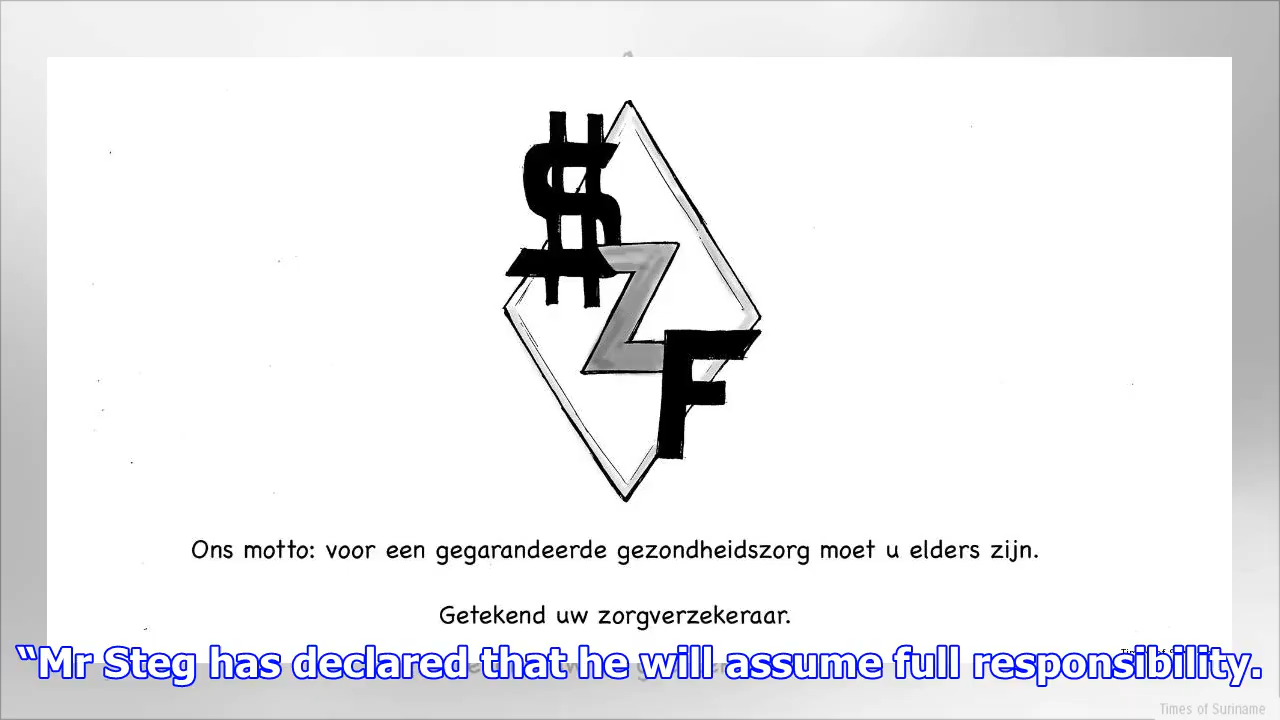 $ZF
Ons motto: voor een gegarandeerde gezondheidszorg moet u elders zijn.
Getekend uw zorgverzekeraar.
“Mr Steg has declared that he will assume full responsibility.
Times of Suriname